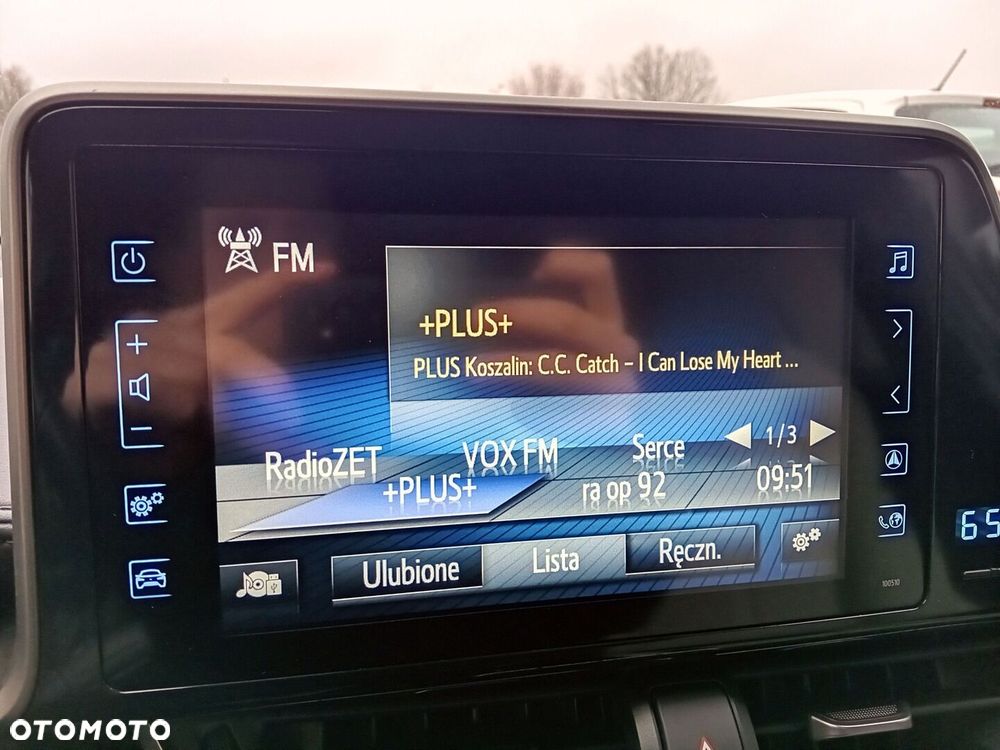 FM
+PLUS+
PLUS Koszalin: C.C. Catch – I Can Lose My Heart ...
RadioZET VOX FM Serce 1/3
+PLUS+ ra op 92 09:51
Ulubione Lista Ręczn.
100510
65
OTOMOTO